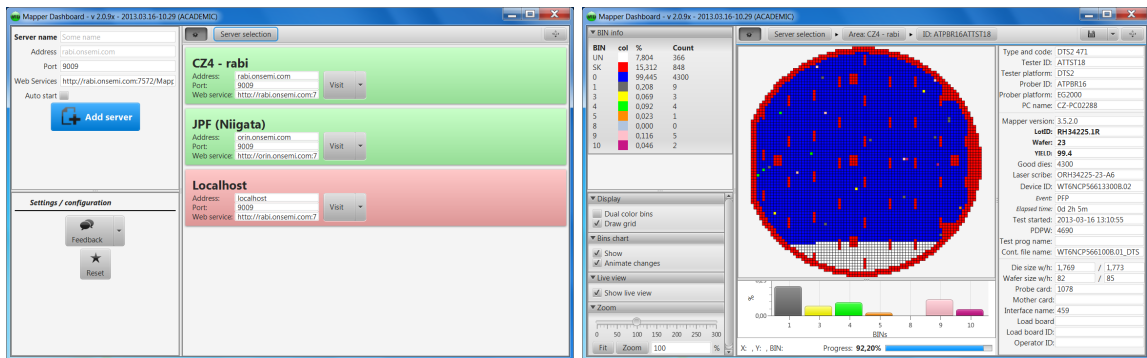 Mapper Dashboard - v 2.0.9x - 2013.03.16-10.29 (ACADEMIC)
Server name Some name
Address rabi.onsemi.com
Port 9009
Web Services http://rabi.onsemi.com:7572/Mapp
Auto start
Add server
Settings / configuration
Feedback
Reset
Server selection
CZ4 - rabi
Address: rabi.onsemi.com
Port: 9009
Web service: http://rabi.onsemi.com:7
Visit
JPF (Niigata)
Address: orin.onsemi.com
Port: 9009
Web service: http://orin.onsemi.com:7
Visit
Localhost
Address: localhost
Port: 9009
Web service: http://rabi.onsemi.com:7
Visit
Mapper Dashboard - v 2.0.9x - 2013.03.16-10.29 (ACADEMIC)
BIN info
BIN col % Count
UN 7,804 366
SK 15,312 848
0 99,445 4300
1 0,208 9
3 0,069 3
4 0,092 4
5 0,023 1
8 0,000 0
9 0,116 5
10 0,046 2
Display
Dual color bins
Draw grid
Bins chart
Show
Animate changes
Live view
Show live view
Zoom
0 50 100 150 200 250 300
Fit Zoom 100 %
Server selection Area: CZ4 - rabi ID: ATPBR16ATTST18
%
0,00
1 3 4 5 9 10
BINs
X: , Y: , BIN: Progress: 92,20%
Type and code: DTS2 471
Tester ID: ATTST18
Tester platform: DTS2
Prober ID: ATPBR16
Prober platform: EG2000
PC name: CZ-PC02288
Mapper version: 3.5.2.0
LotID: RH34225.1R
Wafer: 23
YIELD: 99.4
Good dies: 4300
Laser scribe: ORH34225-23-A6
Device ID: WT6NCP566133000B.02
Event: PFP
Elapsed time: 0d 2h 5m
Test started: 2013-03-16 13:10:55
PDPW: 4690
Test prog name:
Cont. file name: WT6NCP566100B.01_DTS
Die size w/h: 1,769 / 1,773
Wafer size w/h: 82 / 85
Probe card: 1078
Mother card:
Interface name: 459
Load board
Load board ID:
Operator ID: